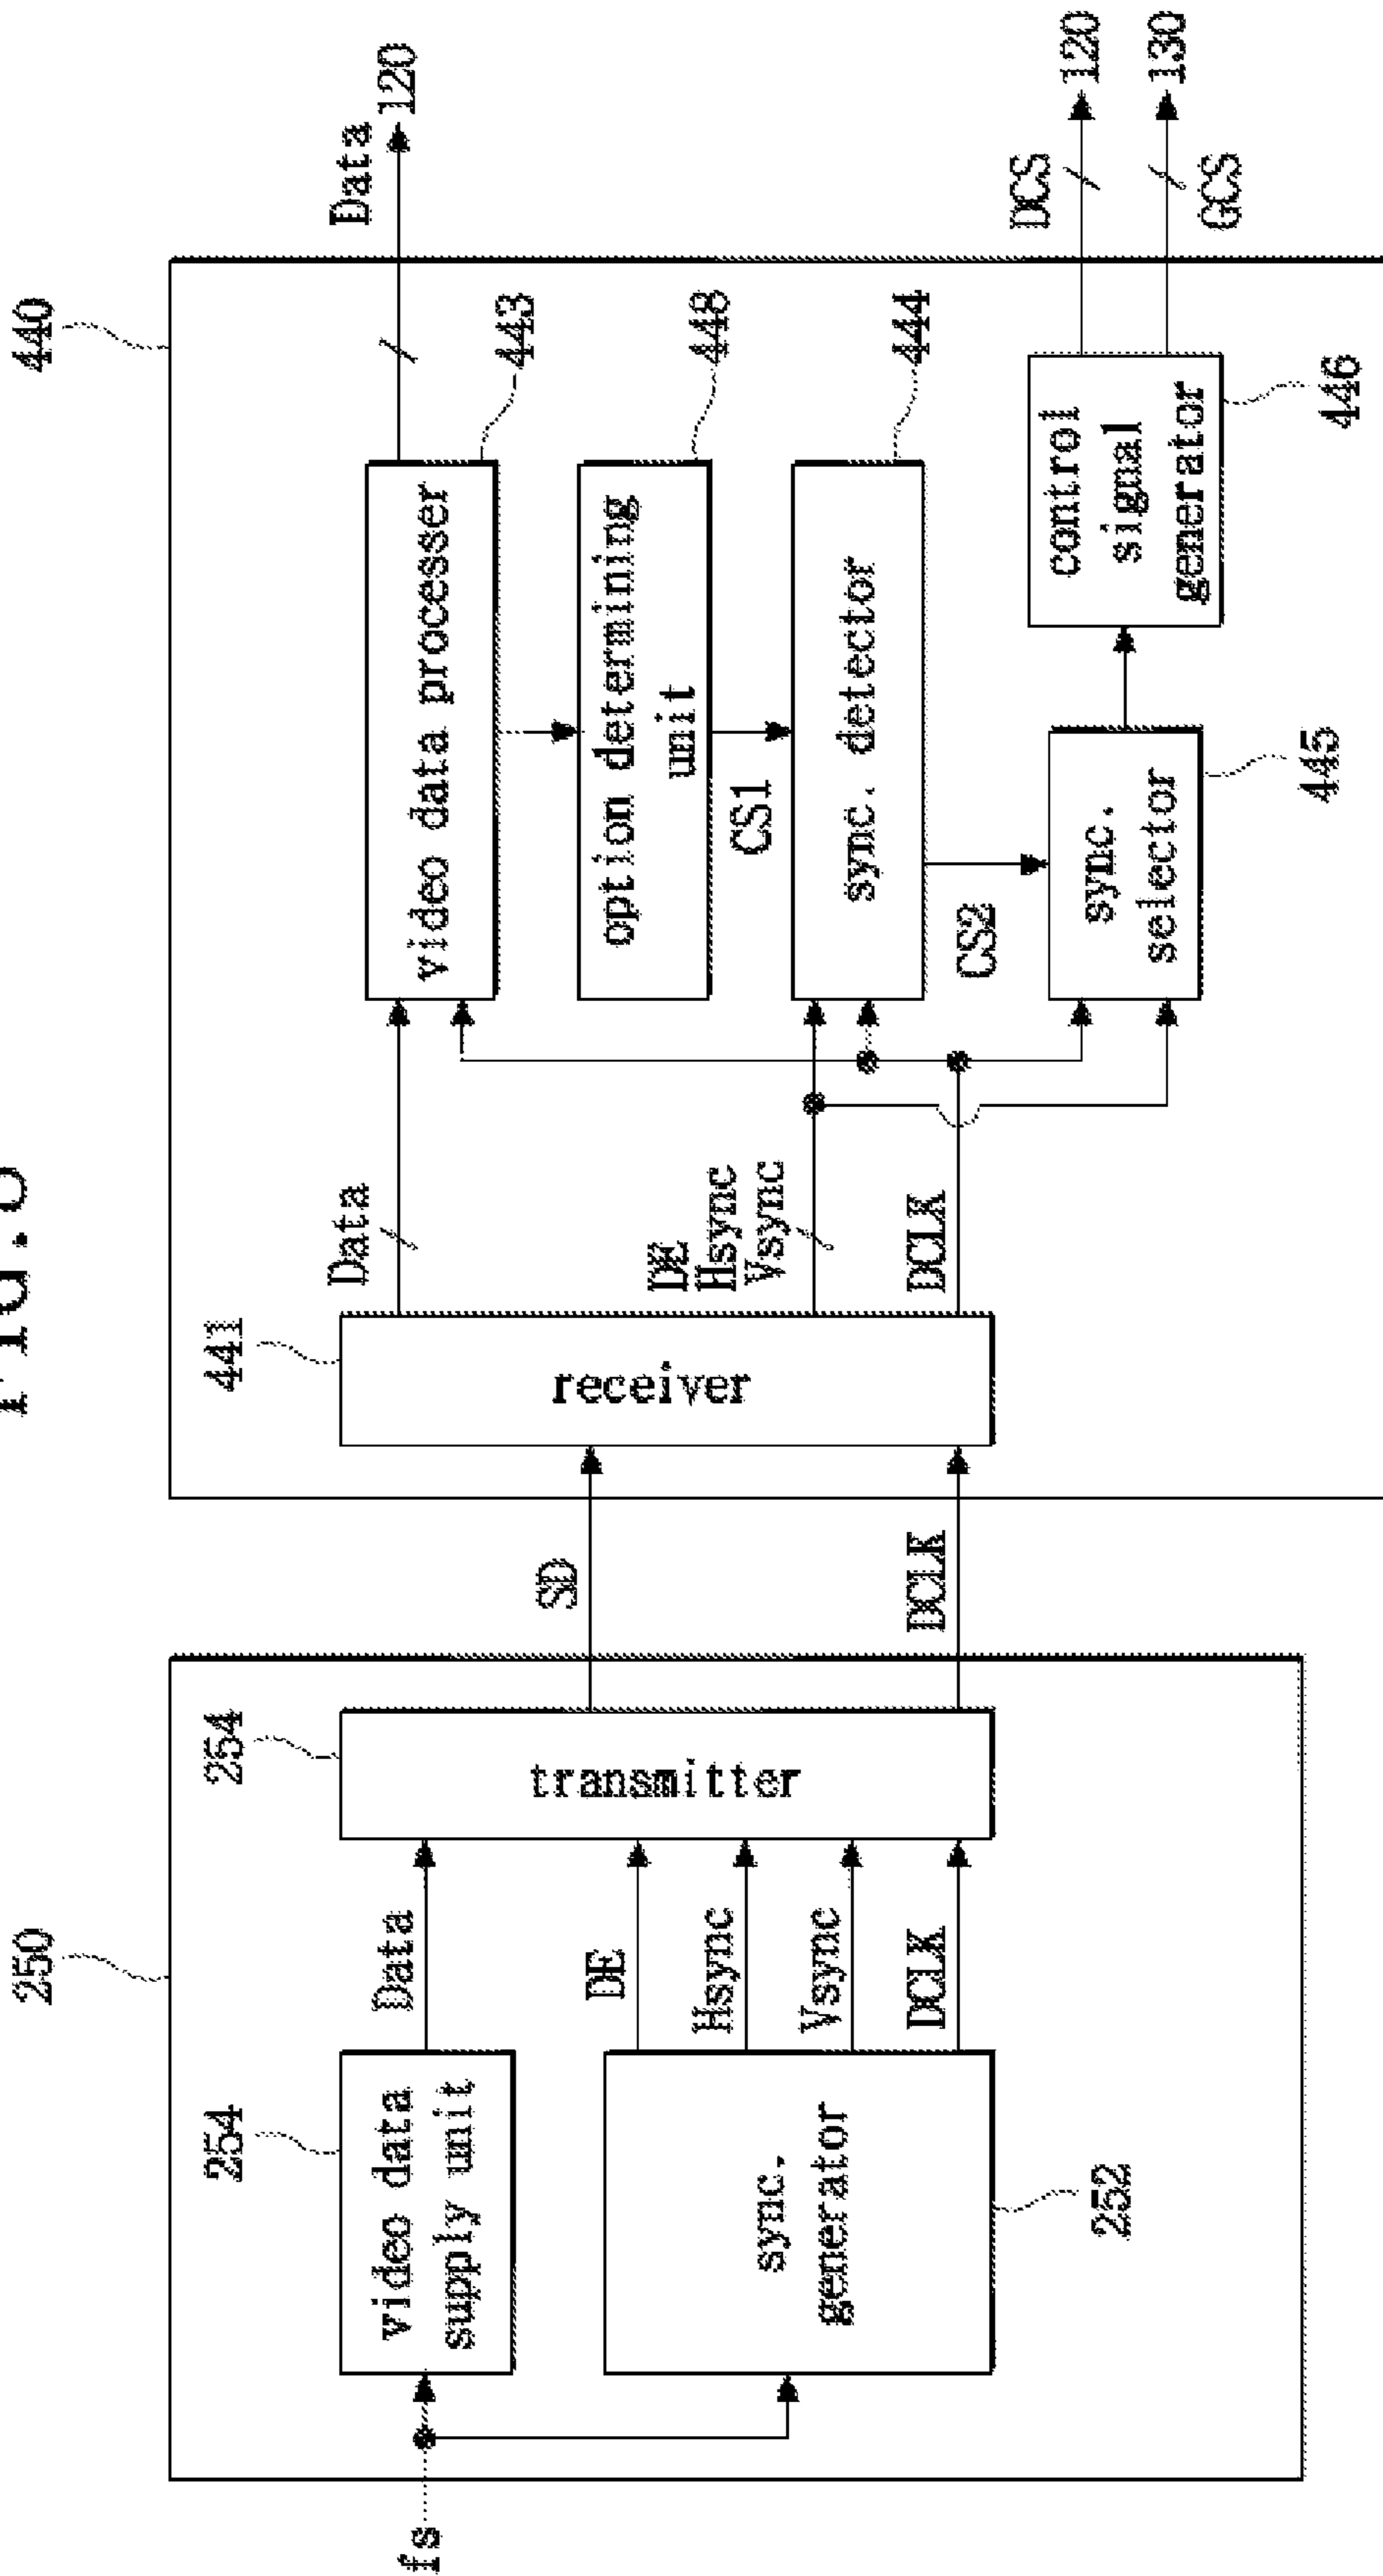 250
440
fs
254
video data
supply unit
Data
sync.
generator
252
DE
Hsync
Vsync
DCLK
254
transmitter
SD
DCLK
441
receiver
Data
DE
Hsync
Vsync
DCLK
video data processer
443
option determining
unit
448
CS1
sync. detector
444
CS2
sync.
selector
445
control
signal
generator
446
Data
120
DCS
120
GCS
130